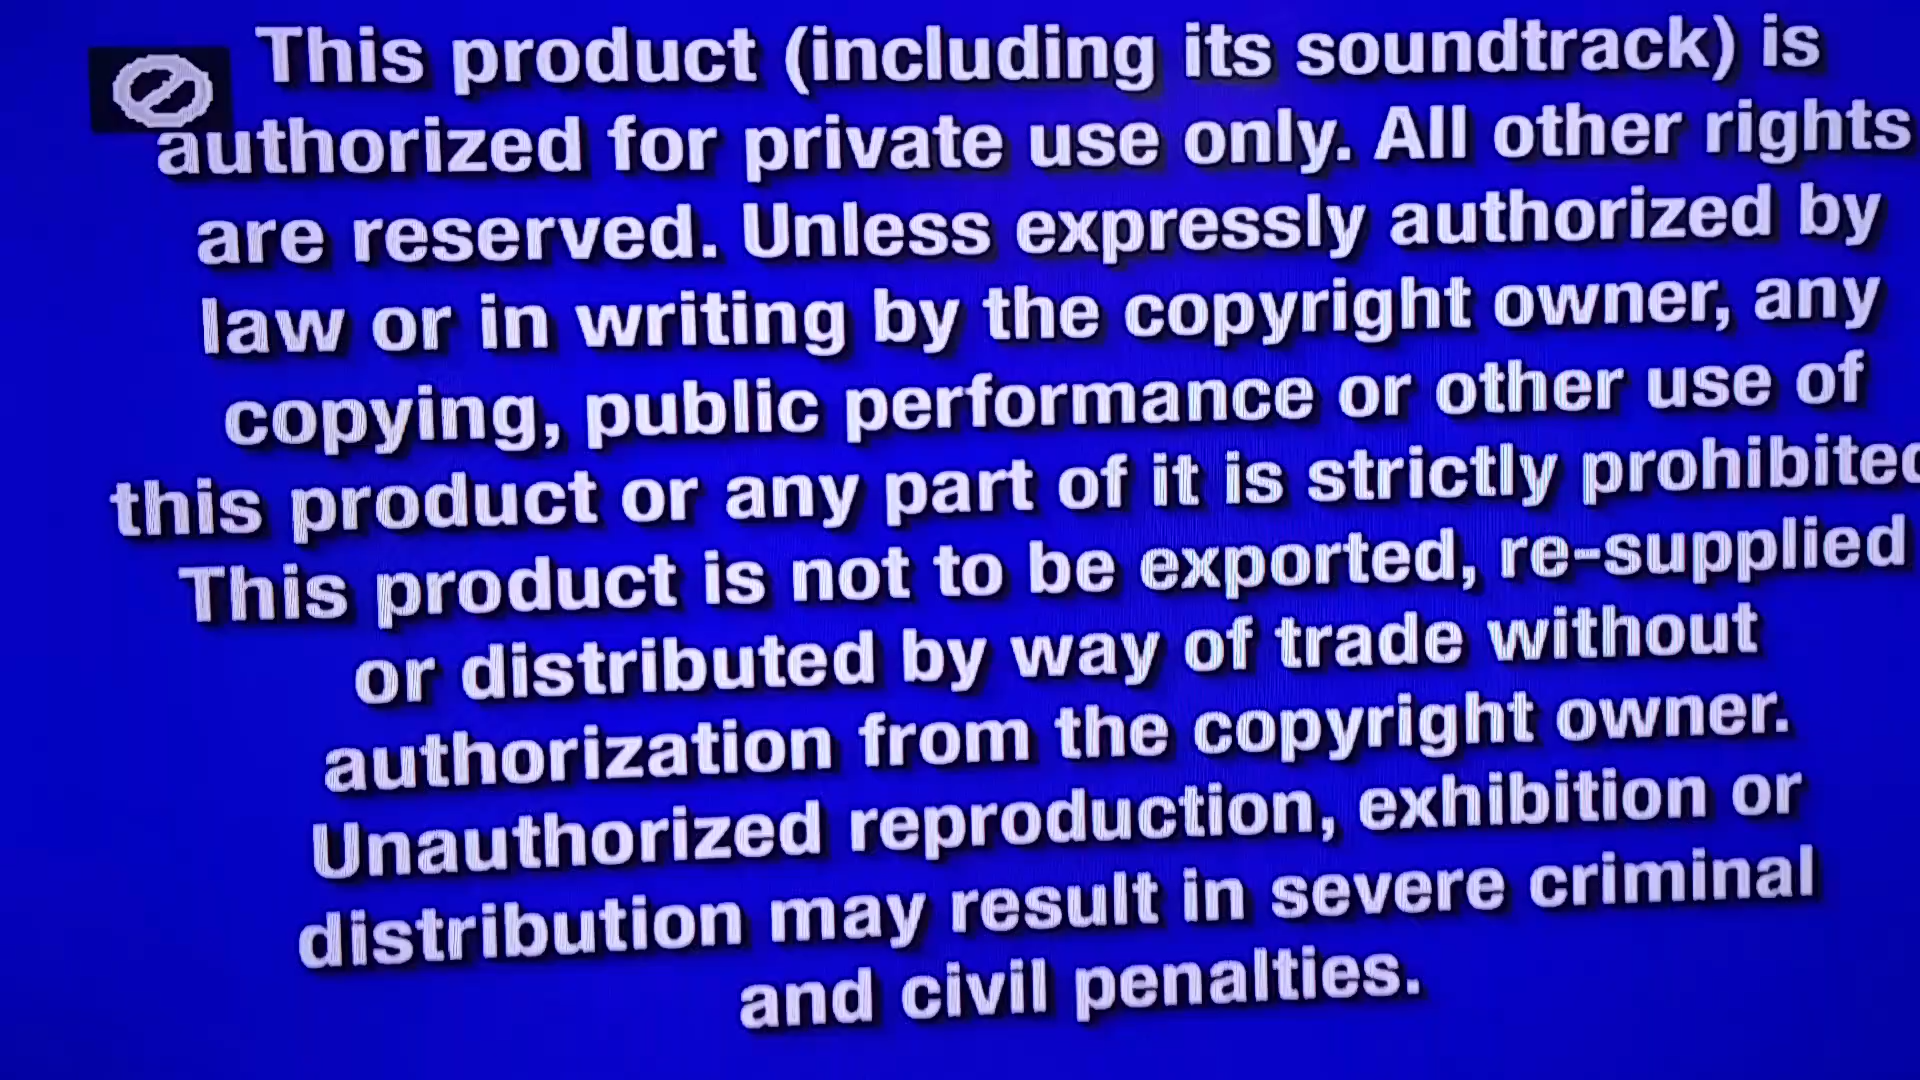 This product (including its soundtrack) is
authorized for private use only. All other rights
are reserved. Unless expressly authorized by
law or in writing by the copyright owner, any
copying, public performance or other use of
this product or any part of it is strictly prohibited
This product is not to be exported, re-supplied
or distributed by way of trade without
authorization from the copyright owner.
Unauthorized reproduction, exhibition or
distribution may result in severe criminal
and civil penalties.